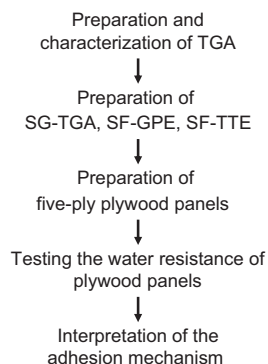 Preparation and
characterization of TGA
Preparation of
SG-TGA, SF-GPE, SF-TTE
Preparation of
five-ply plywood panels
Testing the water resistance of
plywood panels
Interpretation of the
adhesion mechanism